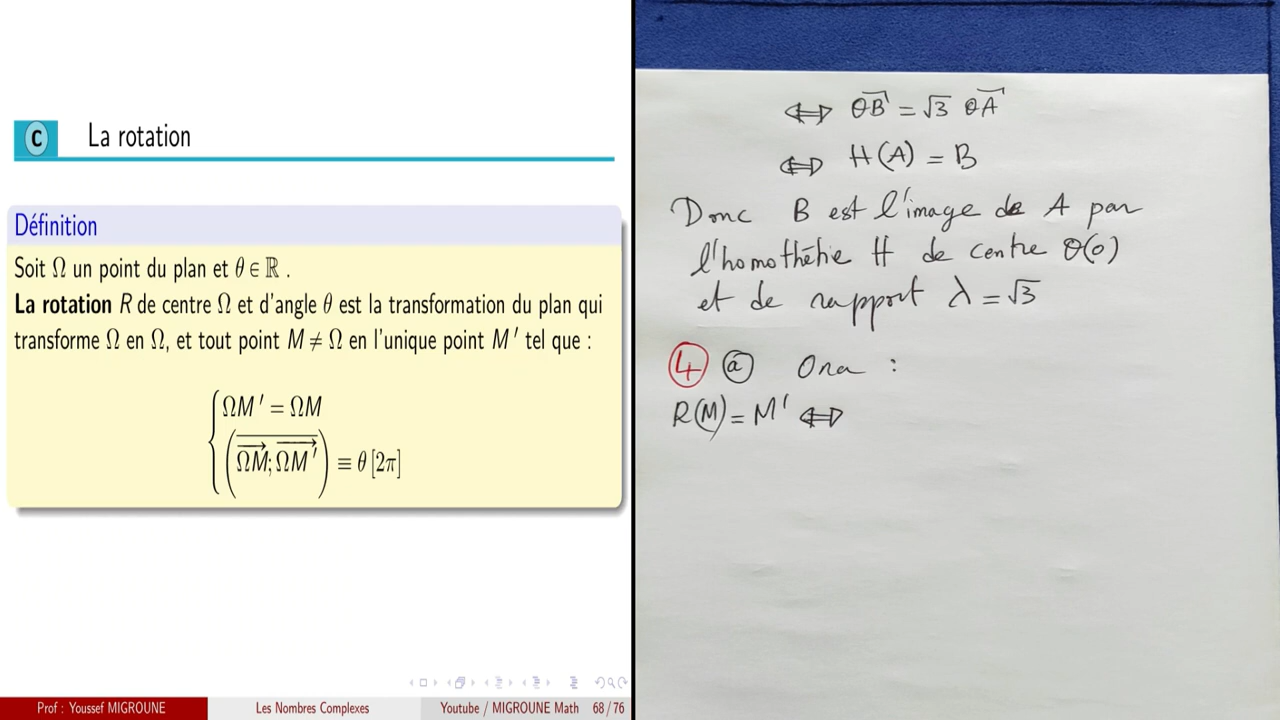 C La rotation
Définition
Soit Ω un point du plan et θ ∈ ℝ .
La rotation R de centre Ω et d'angle θ est la transformation du plan qui
transforme Ω en Ω, et tout point M ≠ Ω en l'unique point M ' tel que :
ΩM ' = ΩM
(ΩM; ΩM ') ≡ θ [2π]
Prof : Youssef MIGROUNE Les Nombres Complexes Youtube / MIGROUNE Math 68 / 76
⇔ OB = √3 OA
⇔ H(A) = B
Donc B est l'image de A par
l'homothétie H de centre O(0)
et de rapport λ = √3
4 a Ona :
R(M) = M' ⇔